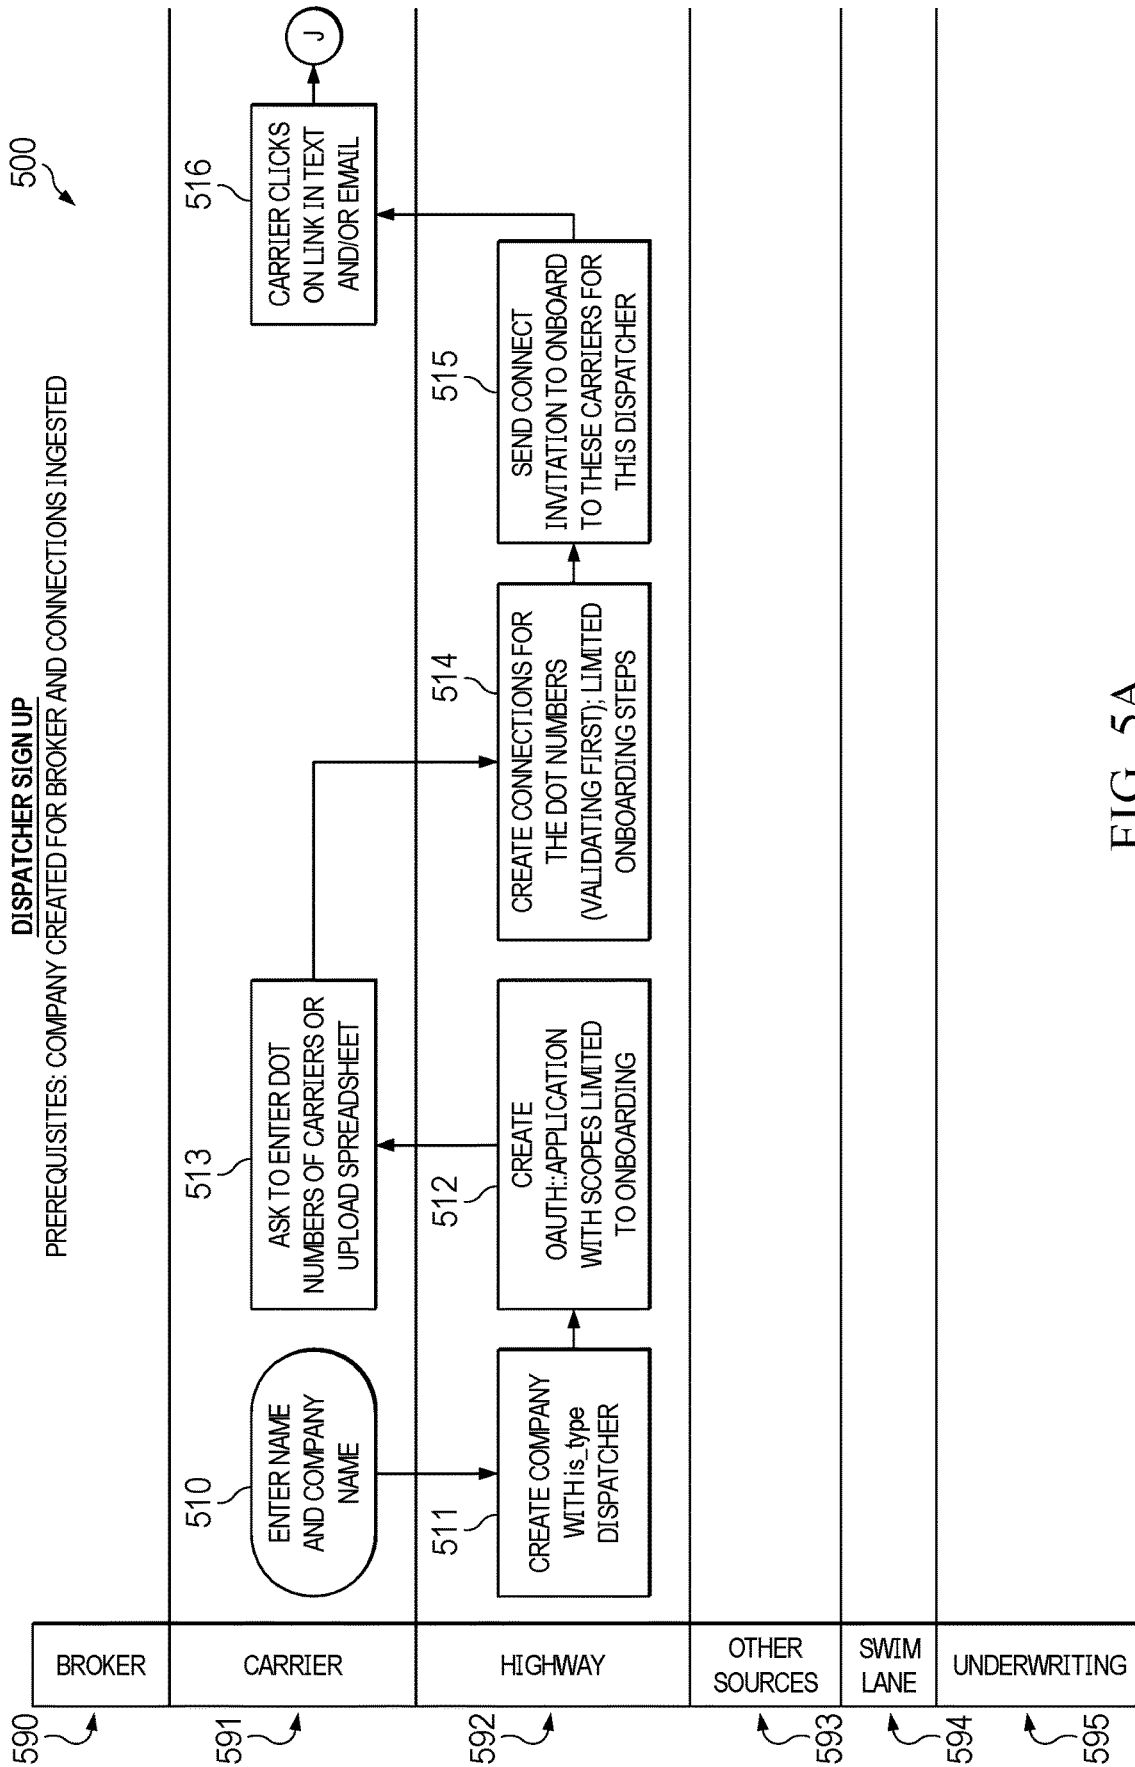 DISPATCHER SIGN UP
PREREQUISITES: COMPANY CREATED FOR BROKER AND CONNECTIONS INGESTED
500
590
BROKER
591
CARRIER
510
ENTER NAME
AND COMPANY
NAME
513
ASK TO ENTER DOT
NUMBERS OF CARRIERS OR
UPLOAD SPREADSHEET
516
CARRIER CLICKS
ON LINK IN TEXT
AND/OR EMAIL
J
592
HIGHWAY
511
CREATE COMPANY
WITH is_type
DISPATCHER
512
CREATE
OAUTH::APPLICATION
WITH SCOPES LIMITED
TO ONBOARDING
514
CREATE CONNECTIONS FOR
THE DOT NUMBERS
(VALIDATING FIRST); LIMITED
ONBOARDING STEPS
515
SEND CONNECT
INVITATION TO ONBOARD
TO THESE CARRIERS FOR
THIS DISPATCHER
593
OTHER
SOURCES
594
SWIM
LANE
595
UNDERWRITING
FIG. 5A